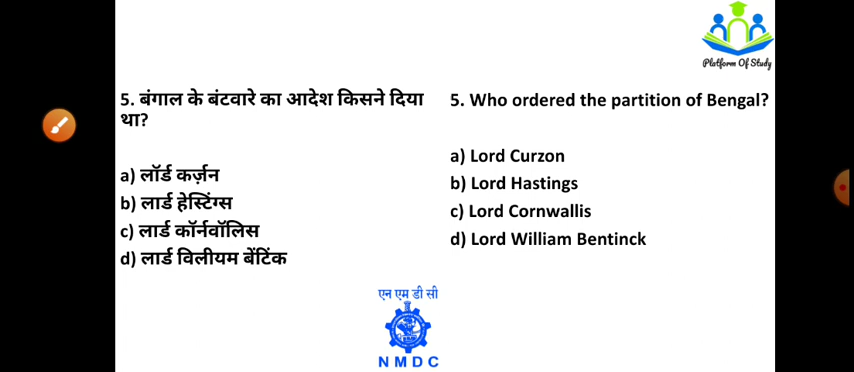 Platform Of Study
5. बंगाल के बंटवारे का आदेश किसने दिया
था?
a) लॉर्ड कर्ज़न
b) लार्ड हेस्टिंग्स
c) लार्ड कॉर्नवॉलिस
d) लार्ड विलीयम बेंटिंक
5. Who ordered the partition of Bengal?
a) Lord Curzon
b) Lord Hastings
c) Lord Cornwallis
d) Lord William Bentinck
एन एम डी सी
NMDC